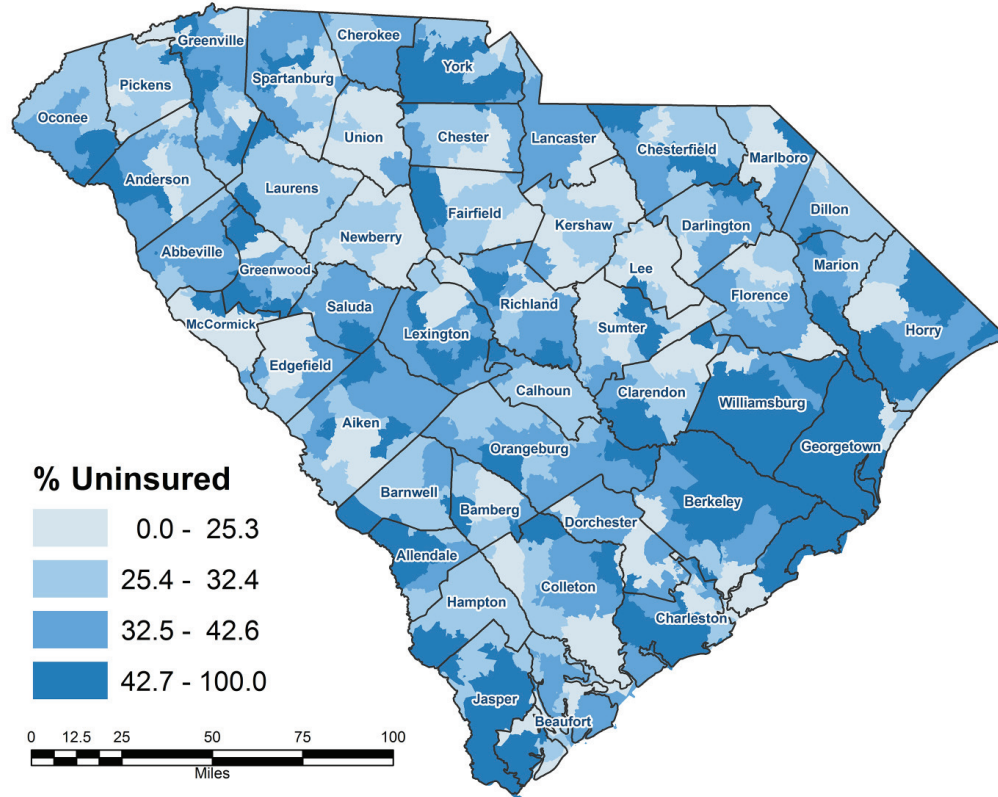 Greenville
Cherokee
Spartanburg
York
Pickens
Oconee
Union
Chester
Lancaster
Chesterfield
Marlboro
Anderson
Laurens
Fairfield
Kershaw
Darlington
Dillon
Newberry
Abbeville
Greenwood
Lee
Marion
Saluda
Richland
Florence
McCormick
Lexington
Sumter
Horry
Edgefield
Calhoun
Clarendon
Williamsburg
Aiken
Orangeburg
Georgetown
Barnwell
Bamberg
Berkeley
Dorchester
Allendale
Colleton
Hampton
Charleston
Jasper
Beaufort
% Uninsured
0.0 - 25.3
25.4 - 32.4
32.5 - 42.6
42.7 - 100.0
0 12.5 25 50 75 100
Miles